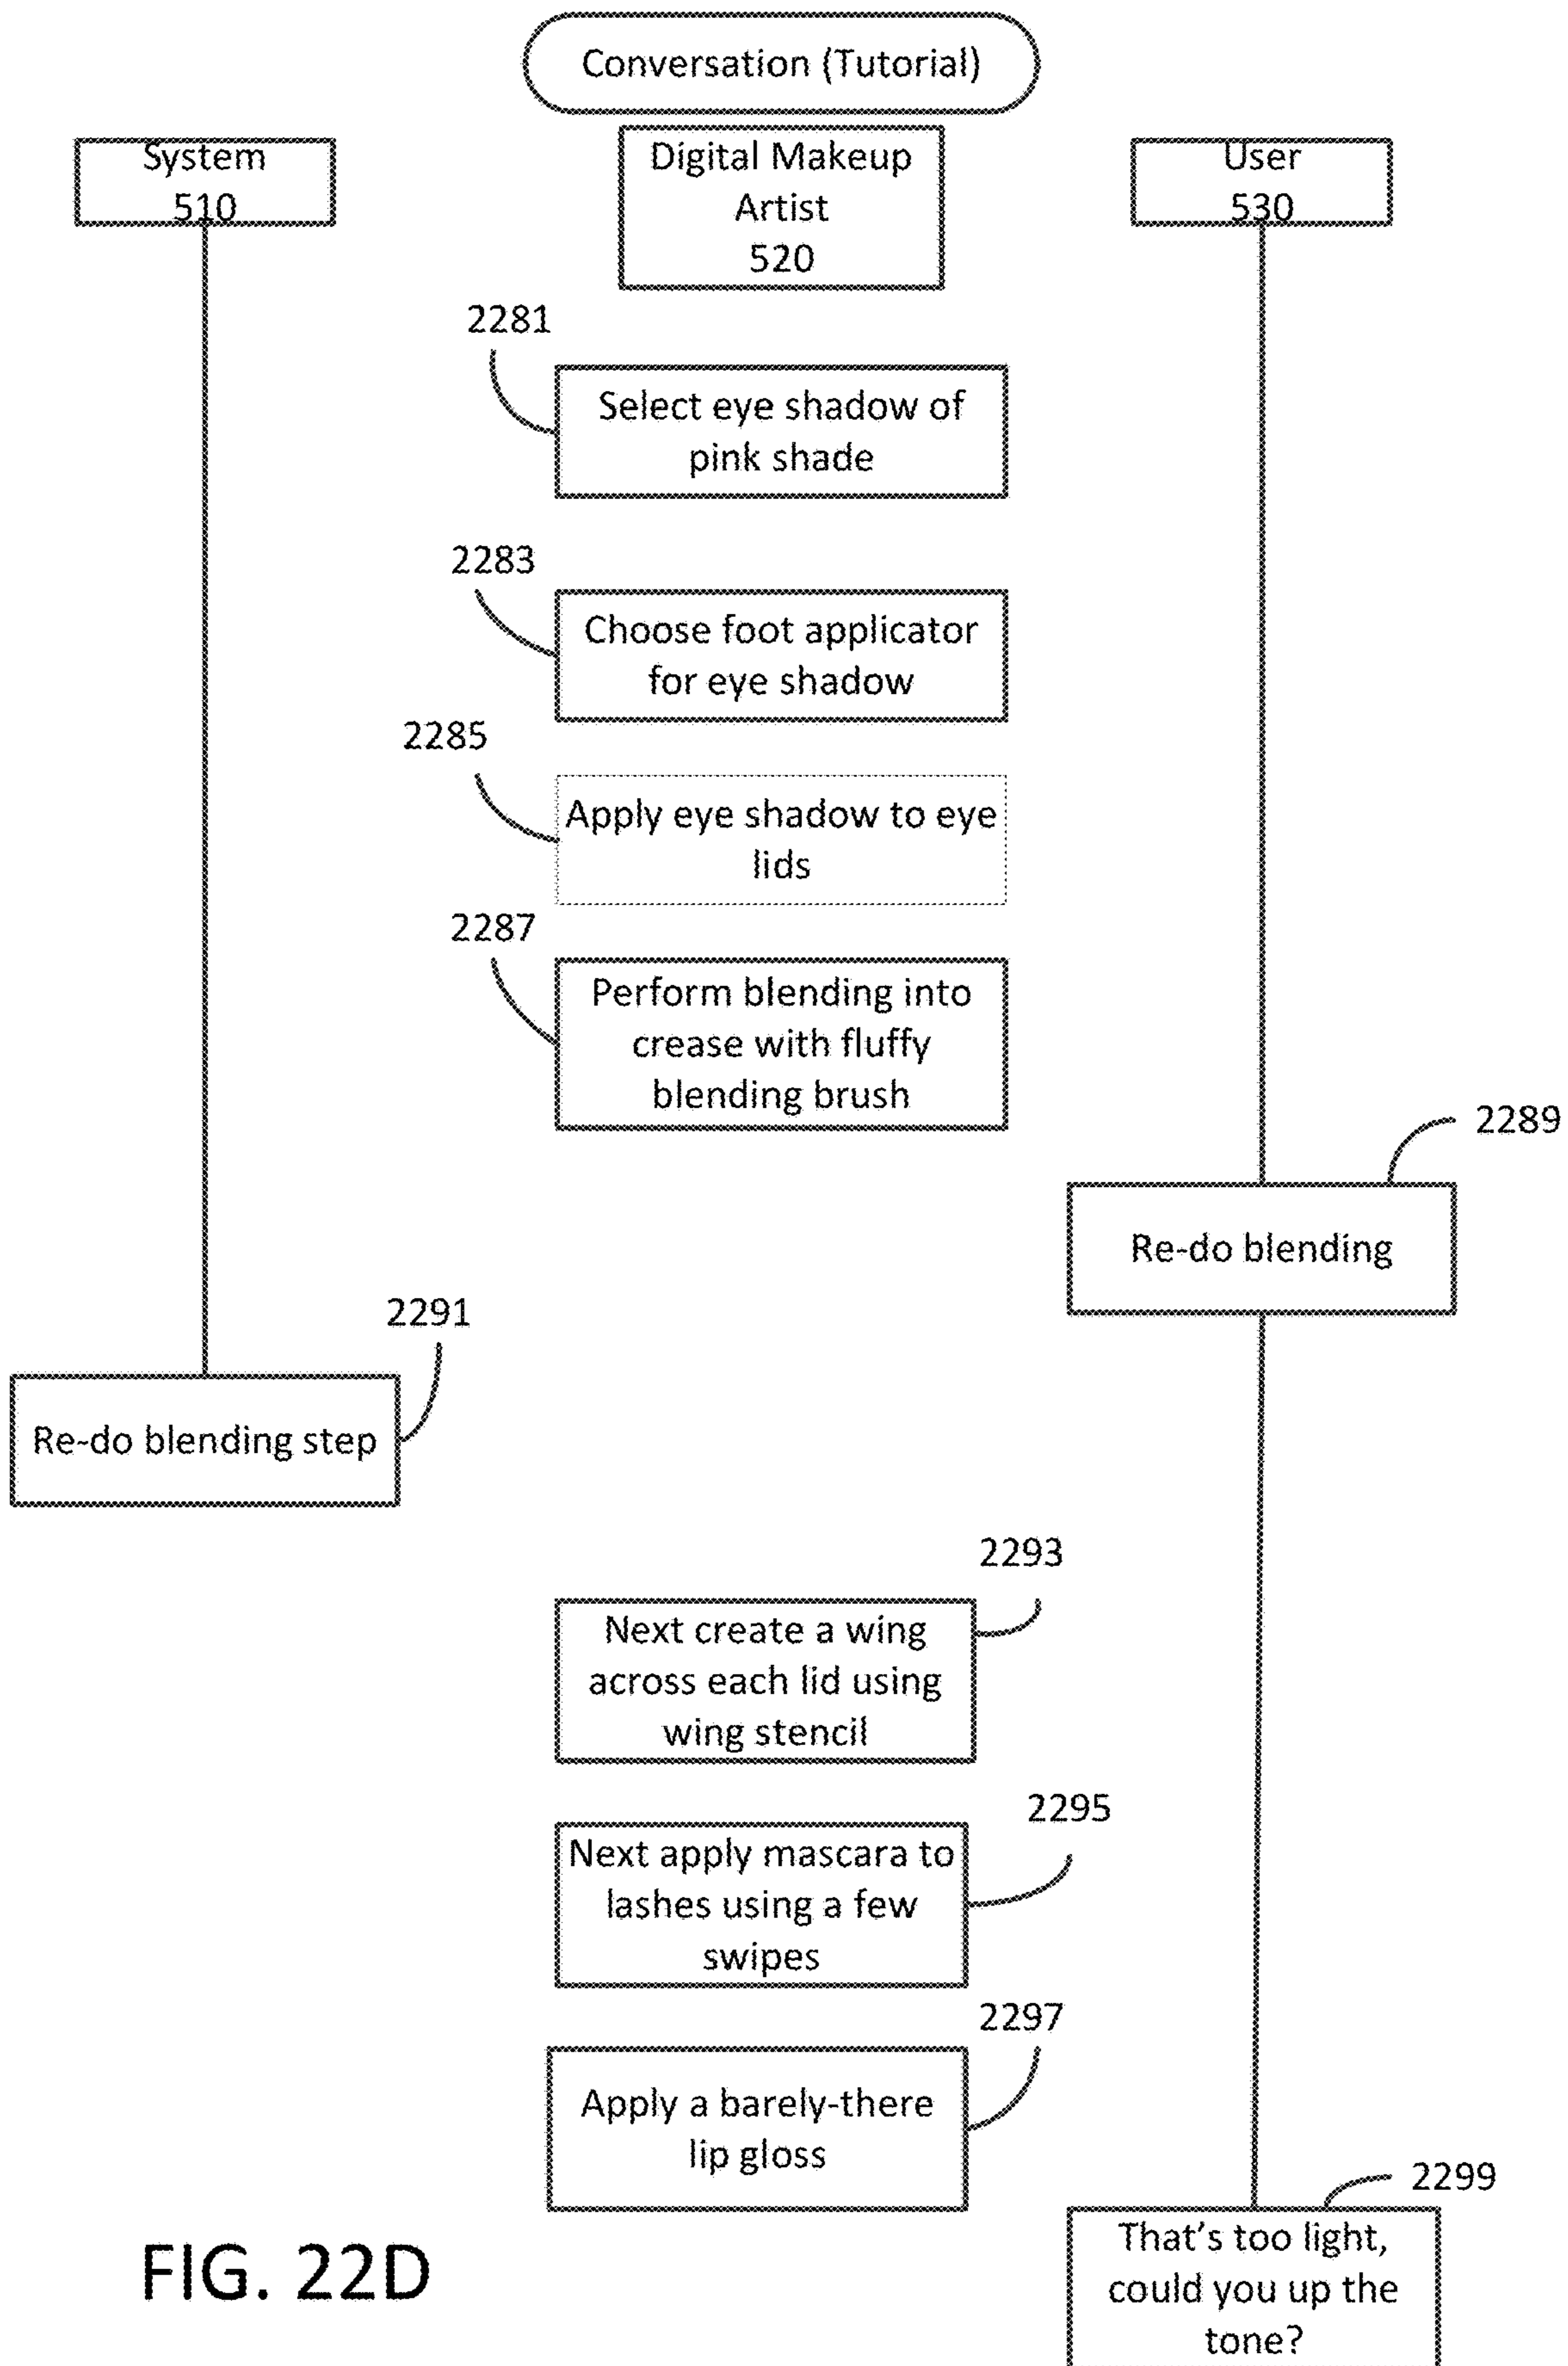 Conversation (Tutorial)
System
510
Digital Makeup
Artist
520
User
530
2281
Select eye shadow of
pink shade
2283
Choose foot applicator
for eye shadow
2285
Apply eye shadow to eye
lids
2287
Perform blending into
crease with fluffy
blending brush
2289
Re-do blending
2291
Re-do blending step
2293
Next create a wing
across each lid using
wing stencil
2295
Next apply mascara to
lashes using a few
swipes
2297
Apply a barely-there
lip gloss
2299
That's too light,
could you up the
tone?
FIG. 22D